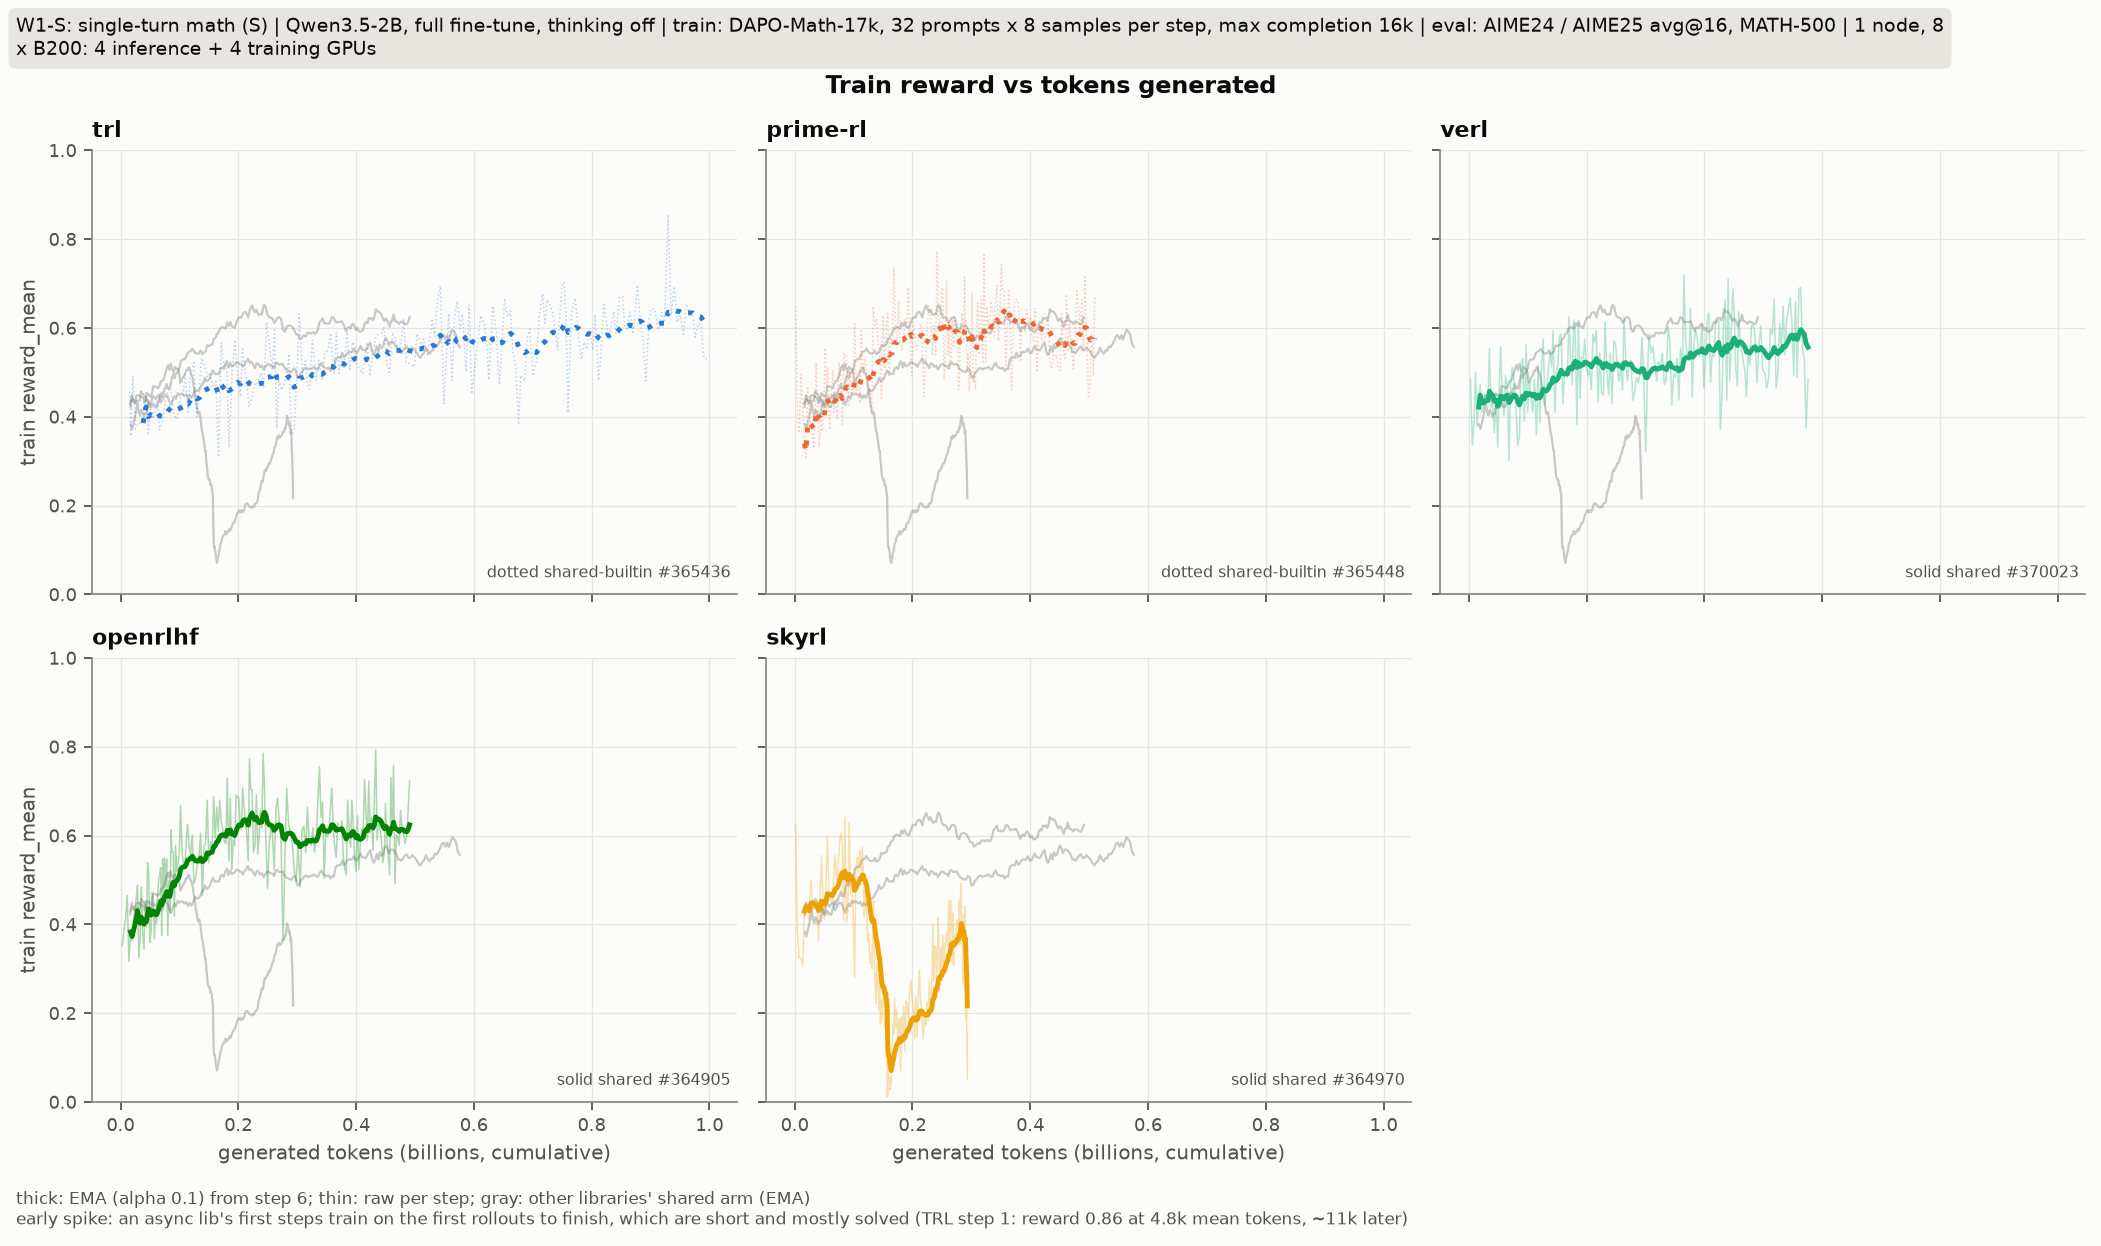 W1-S: single-turn math (S) | Qwen3.5-2B, full fine-tune, thinking off | train: DAPO-Math-17k, 32 prompts x 8 samples per step, max completion 16k | eval: AIME24 / AIME25 avg@16, MATH-500 | 1 node, 8
x B200: 4 inference + 4 training GPUs
Train reward vs tokens generated
trl
prime-rl
verl
1.0
0.8
0.6
0.4
0.2
0.0
train reward_mean
dotted shared-builtin #365436
dotted shared-builtin #365448
solid shared #370023
openrlhf
skyrl
1.0
0.8
0.6
0.4
0.2
0.0
train reward_mean
solid shared #364905
solid shared #364970
0.0 0.2 0.4 0.6 0.8 1.0
0.0 0.2 0.4 0.6 0.8 1.0
generated tokens (billions, cumulative)
generated tokens (billions, cumulative)
thick: EMA (alpha 0.1) from step 6; thin: raw per step; gray: other libraries' shared arm (EMA)
early spike: an async lib's first steps train on the first rollouts to finish, which are short and mostly solved (TRL step 1: reward 0.86 at 4.8k mean tokens, ~11k later)